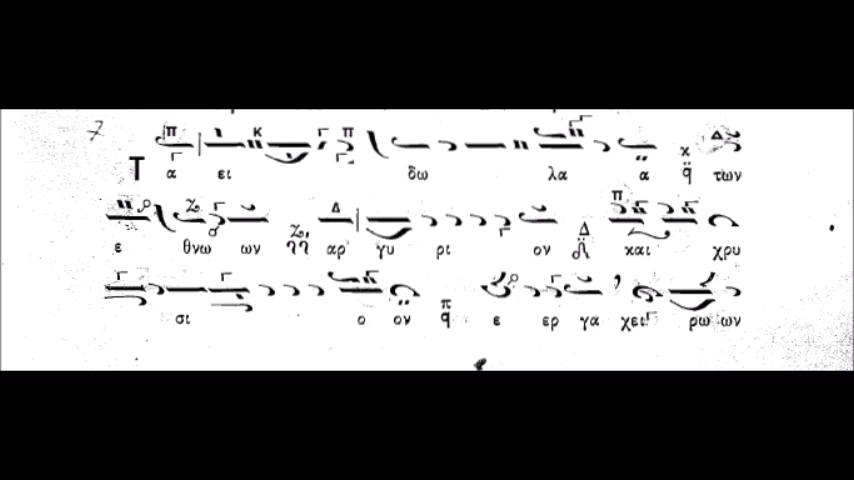 7
Τα ει δω λα α των
ε θνω ων αρ γυ ρι ον και χρυ
σι ο ον ε ερ γα χει ρω ων